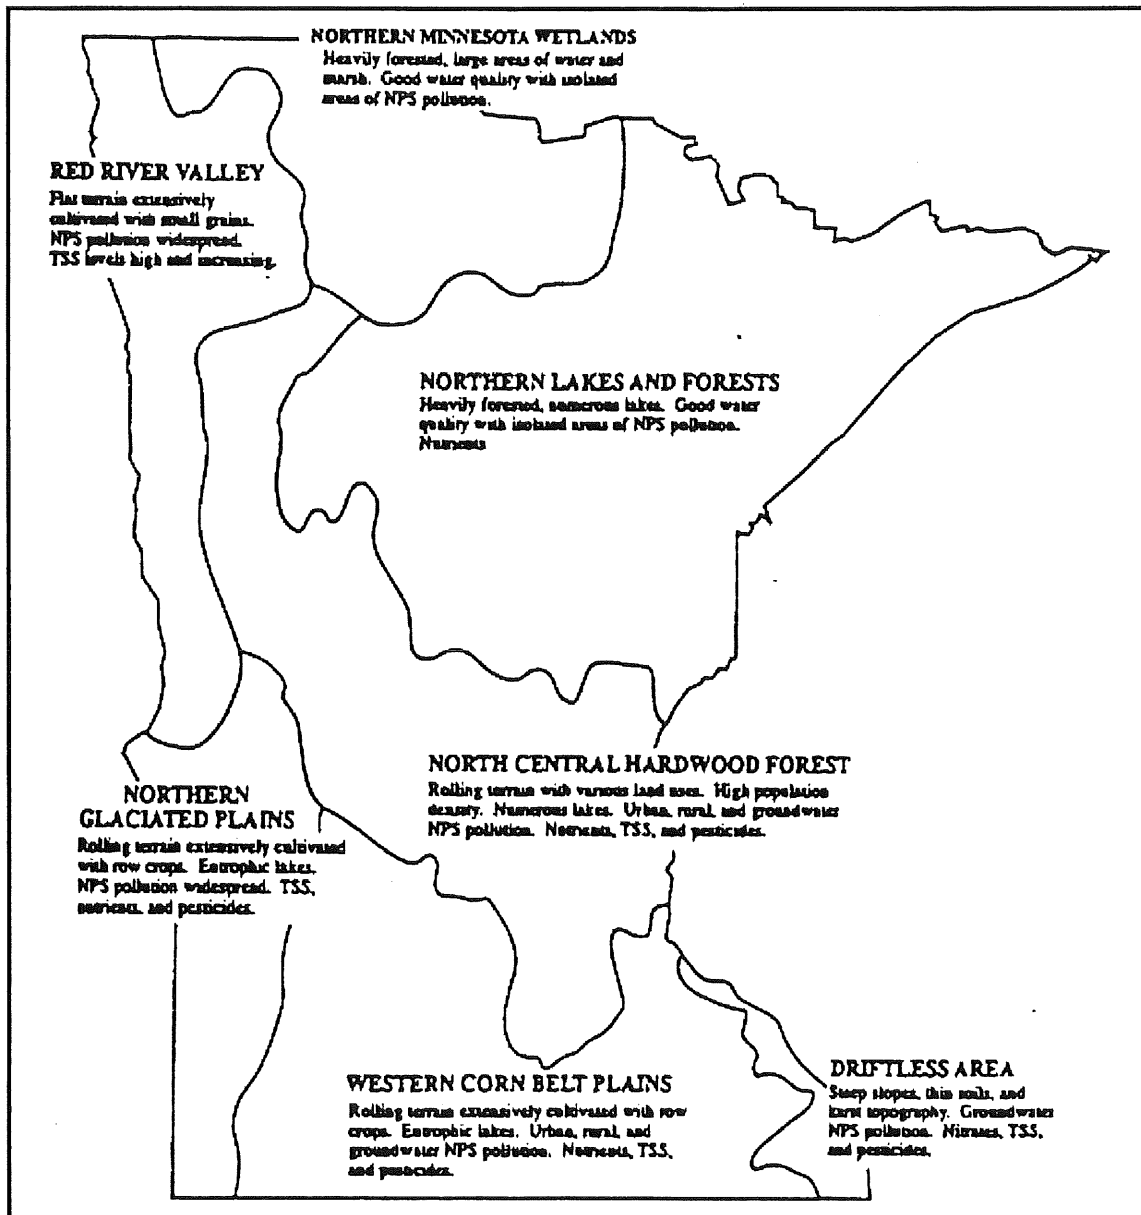 NORTHERN MINNESOTA WETLANDS
Heavily forested, large areas of water and
marsh. Good water quality with isolated
areas of NPS pollution.
RED RIVER VALLEY
Flat terrain extensively
cultivated with small grains.
NPS pollution widespread.
TSS levels high and increasing.
NORTHERN LAKES AND FORESTS
Heavily forested, numerous lakes. Good water
quality with isolated areas of NPS pollution.
Nutrients
NORTH CENTRAL HARDWOOD FOREST
Rolling terrain with various land uses. High population
density. Numerous lakes. Urban, rural, and groundwater
NPS pollution. Nutrients, TSS, and pesticides.
NORTHERN
GLACIATED PLAINS
Rolling terrain extensively cultivated
with row crops. Eutrophic lakes.
NPS pollution widespread. TSS,
nutrients, and pesticides.
WESTERN CORN BELT PLAINS
Rolling terrain extensively cultivated with row
crops. Eutrophic lakes. Urban, rural, and
groundwater NPS pollution. Nutrients, TSS,
and pesticides.
DRIFTLESS AREA
Steep slopes, thin soils, and
karst topography. Groundwater
NPS pollution. Nitrates, TSS,
and pesticides.